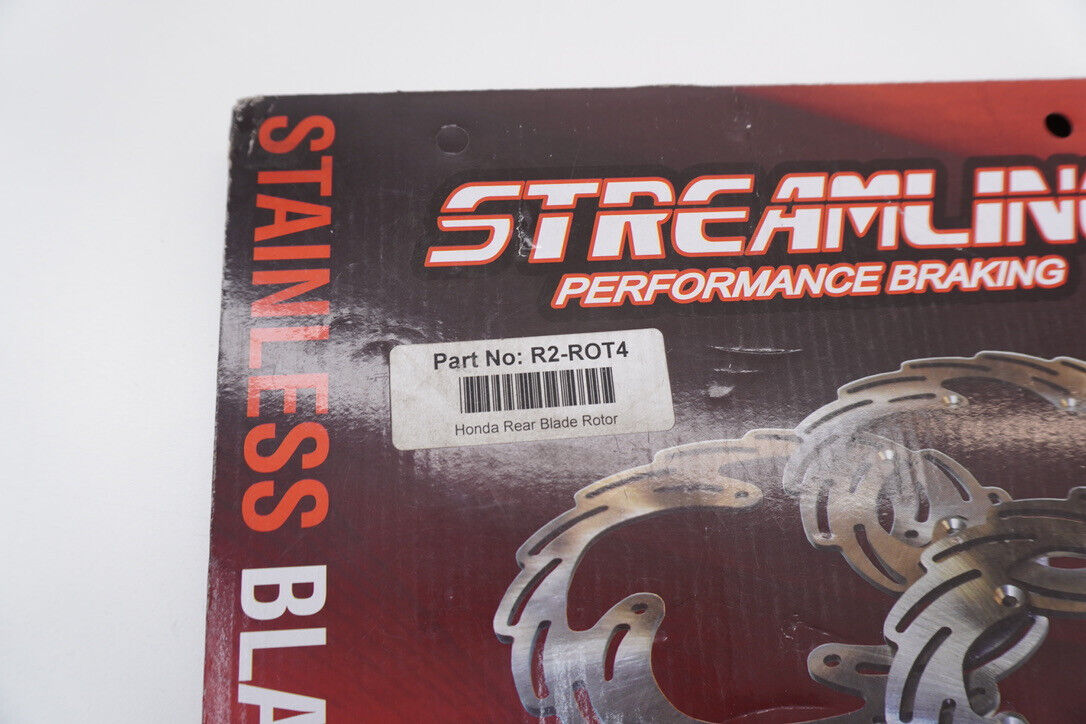 STAINLESS BLA
STREAMLIN
PERFORMANCE BRAKING
Part No: R2-ROT4
Honda Rear Blade Rotor